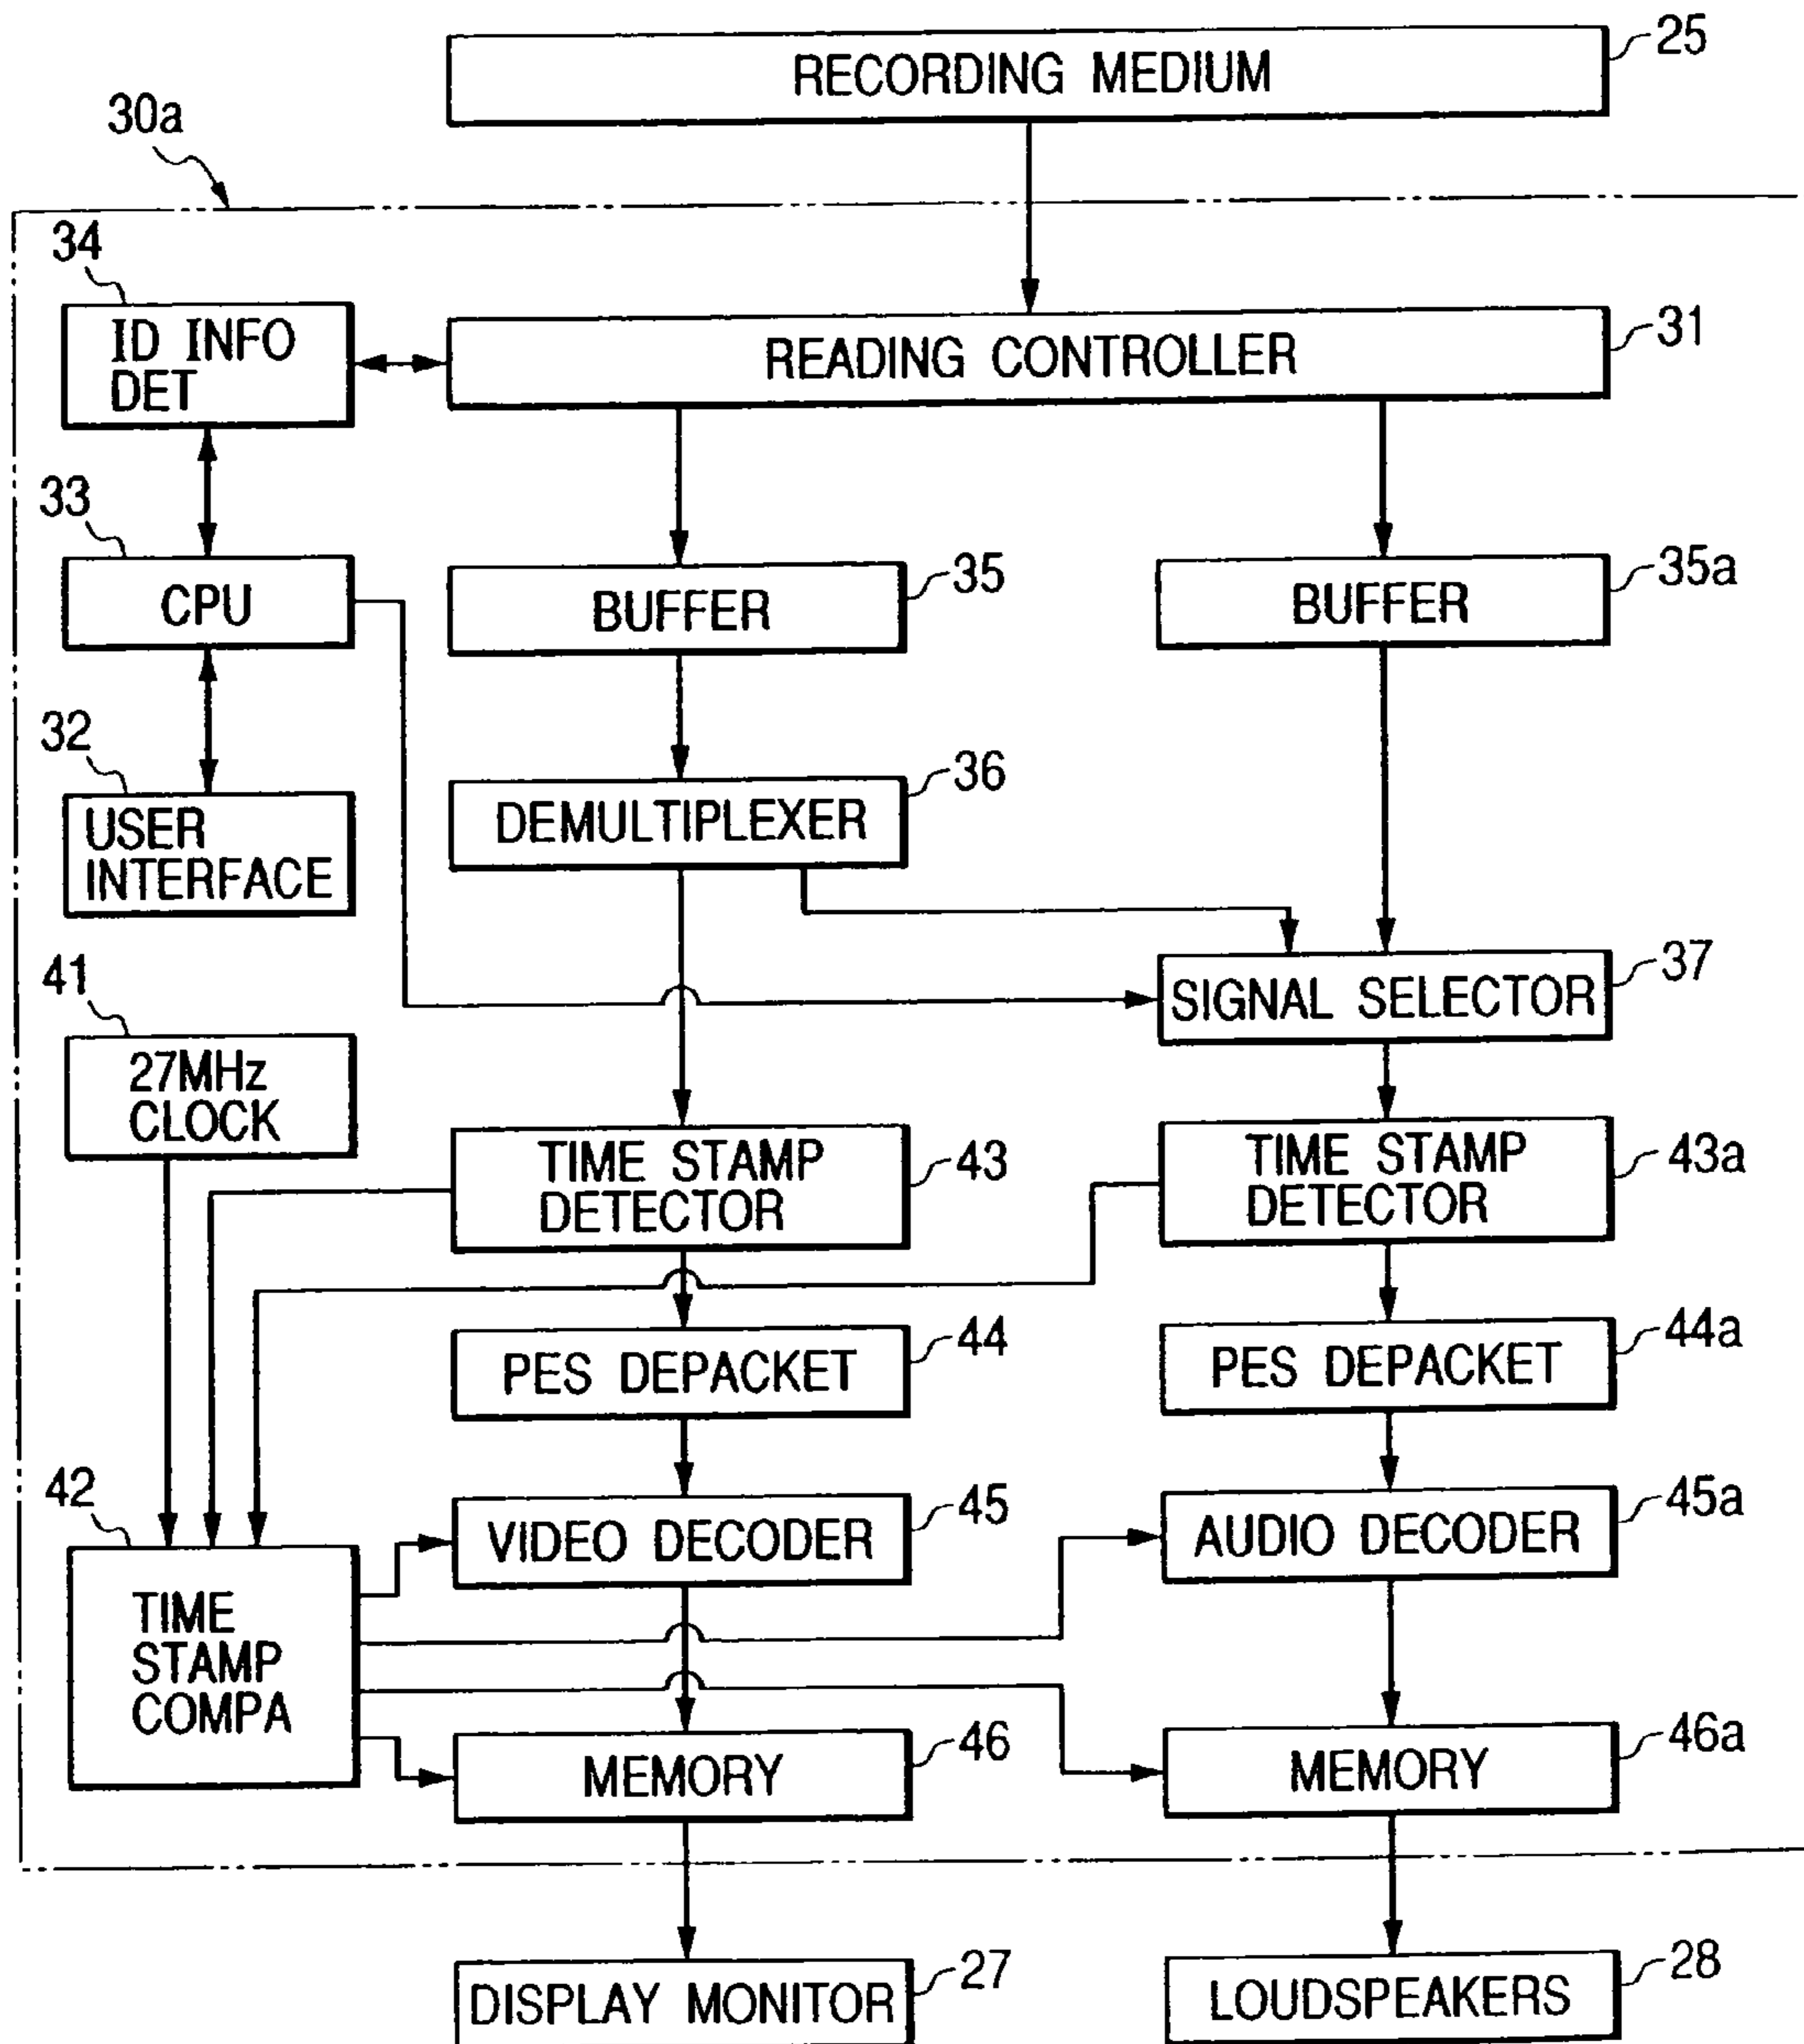 RECORDING MEDIUM
25
30a
34
ID INFO
DET
READING CONTROLLER
31
33
CPU
BUFFER
35
BUFFER
35a
32
USER
INTERFACE
DEMULTIPLEXER
36
SIGNAL SELECTOR
37
41
27MHz
CLOCK
TIME STAMP
DETECTOR
43
TIME STAMP
DETECTOR
43a
PES DEPACKET
44
PES DEPACKET
44a
42
TIME
STAMP
COMPA
VIDEO DECODER
45
AUDIO DECODER
45a
MEMORY
46
MEMORY
46a
DISPLAY MONITOR
27
LOUDSPEAKERS
28